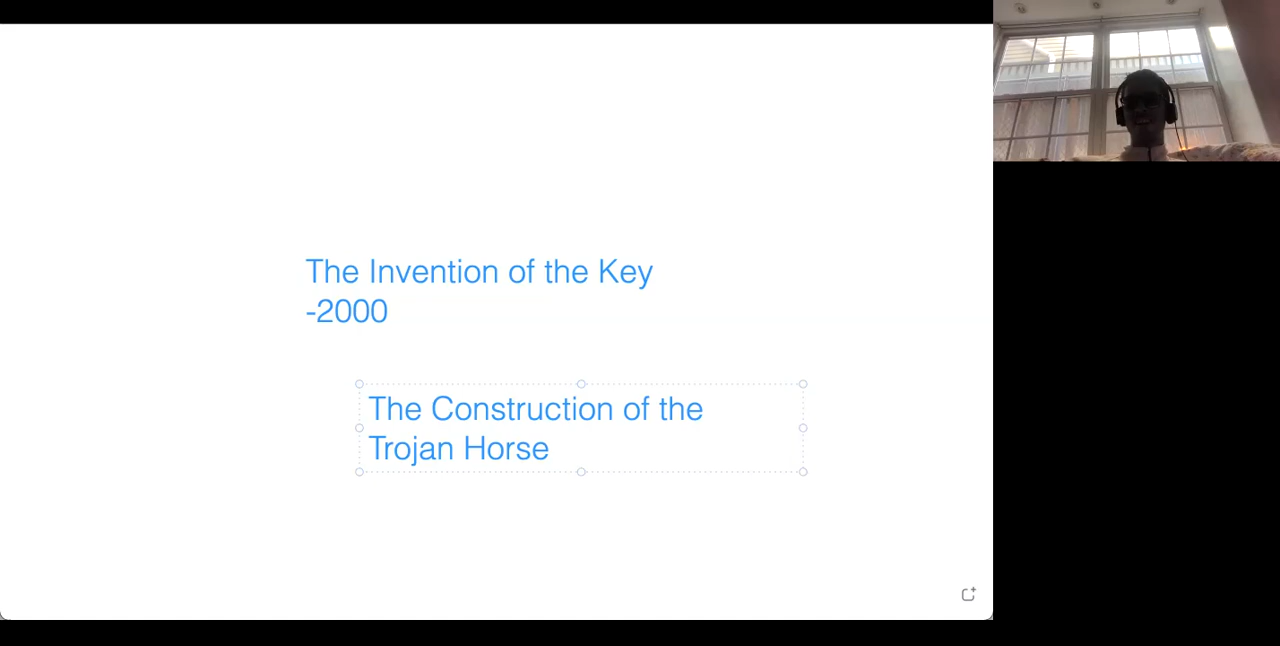 The Invention of the Key
-2000
The Construction of the
Trojan Horse